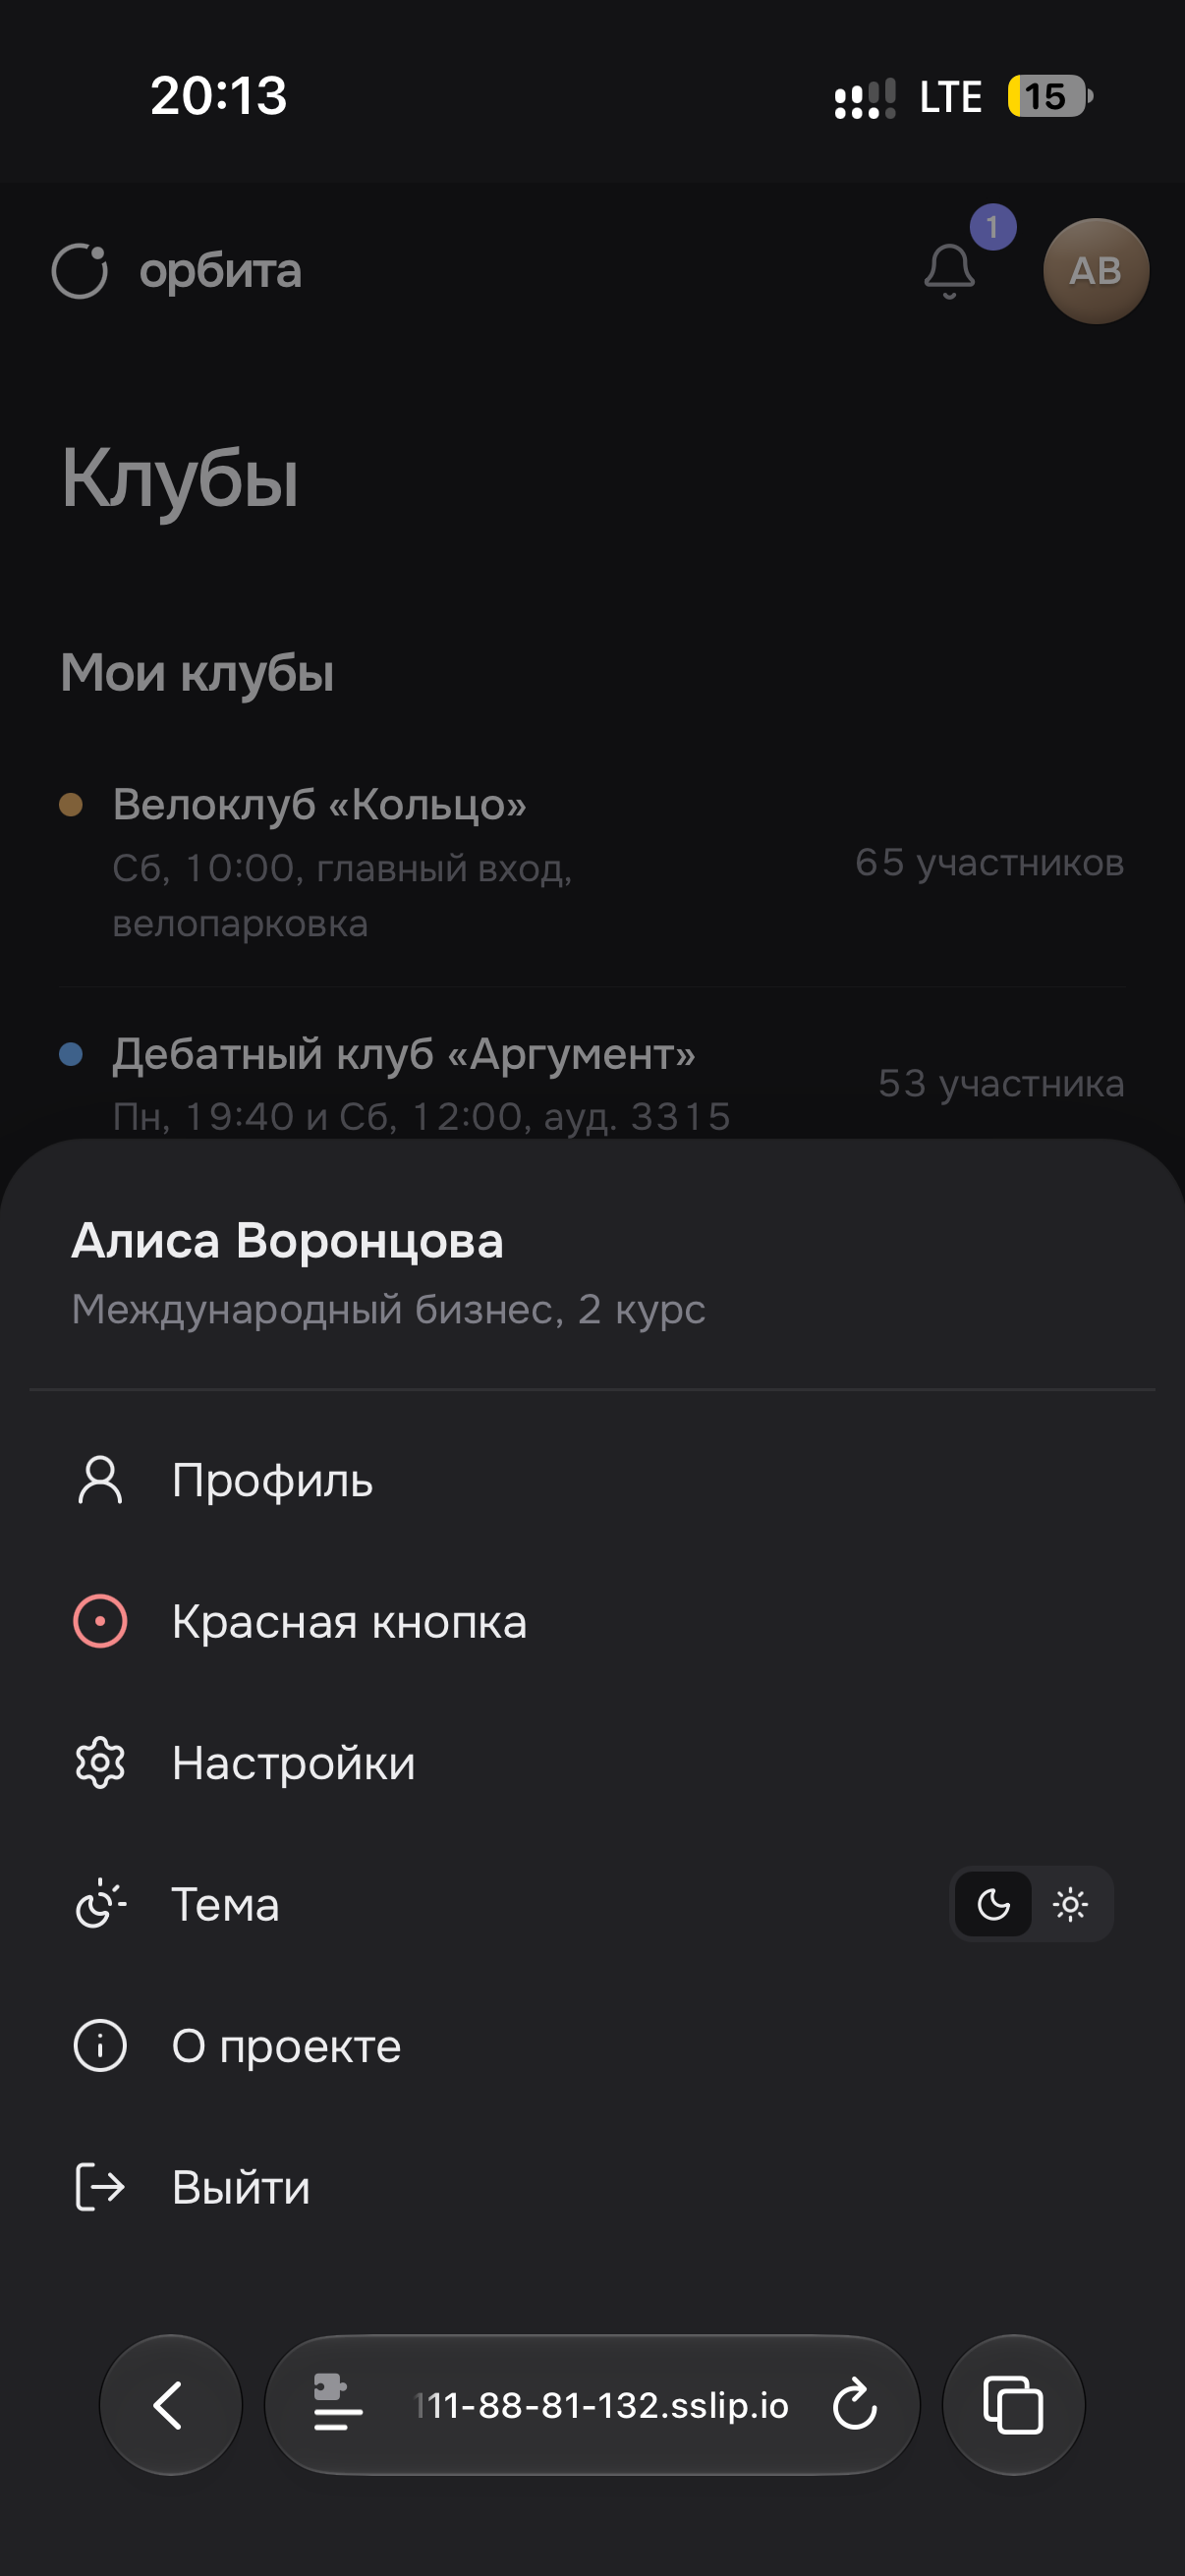 20:13
LTE
15
орбита
1
АВ
Клубы
Мои клубы
Велоклуб «Кольцо»
Сб, 10:00, главный вход,
велопарковка
65 участников
Дебатный клуб «Аргумент»
Пн, 19:40 и Сб, 12:00, ауд. 3315
53 участника
Алиса Воронцова
Международный бизнес, 2 курс
Профиль
Красная кнопка
Настройки
Тема
О проекте
Выйти
111-88-81-132.sslip.io